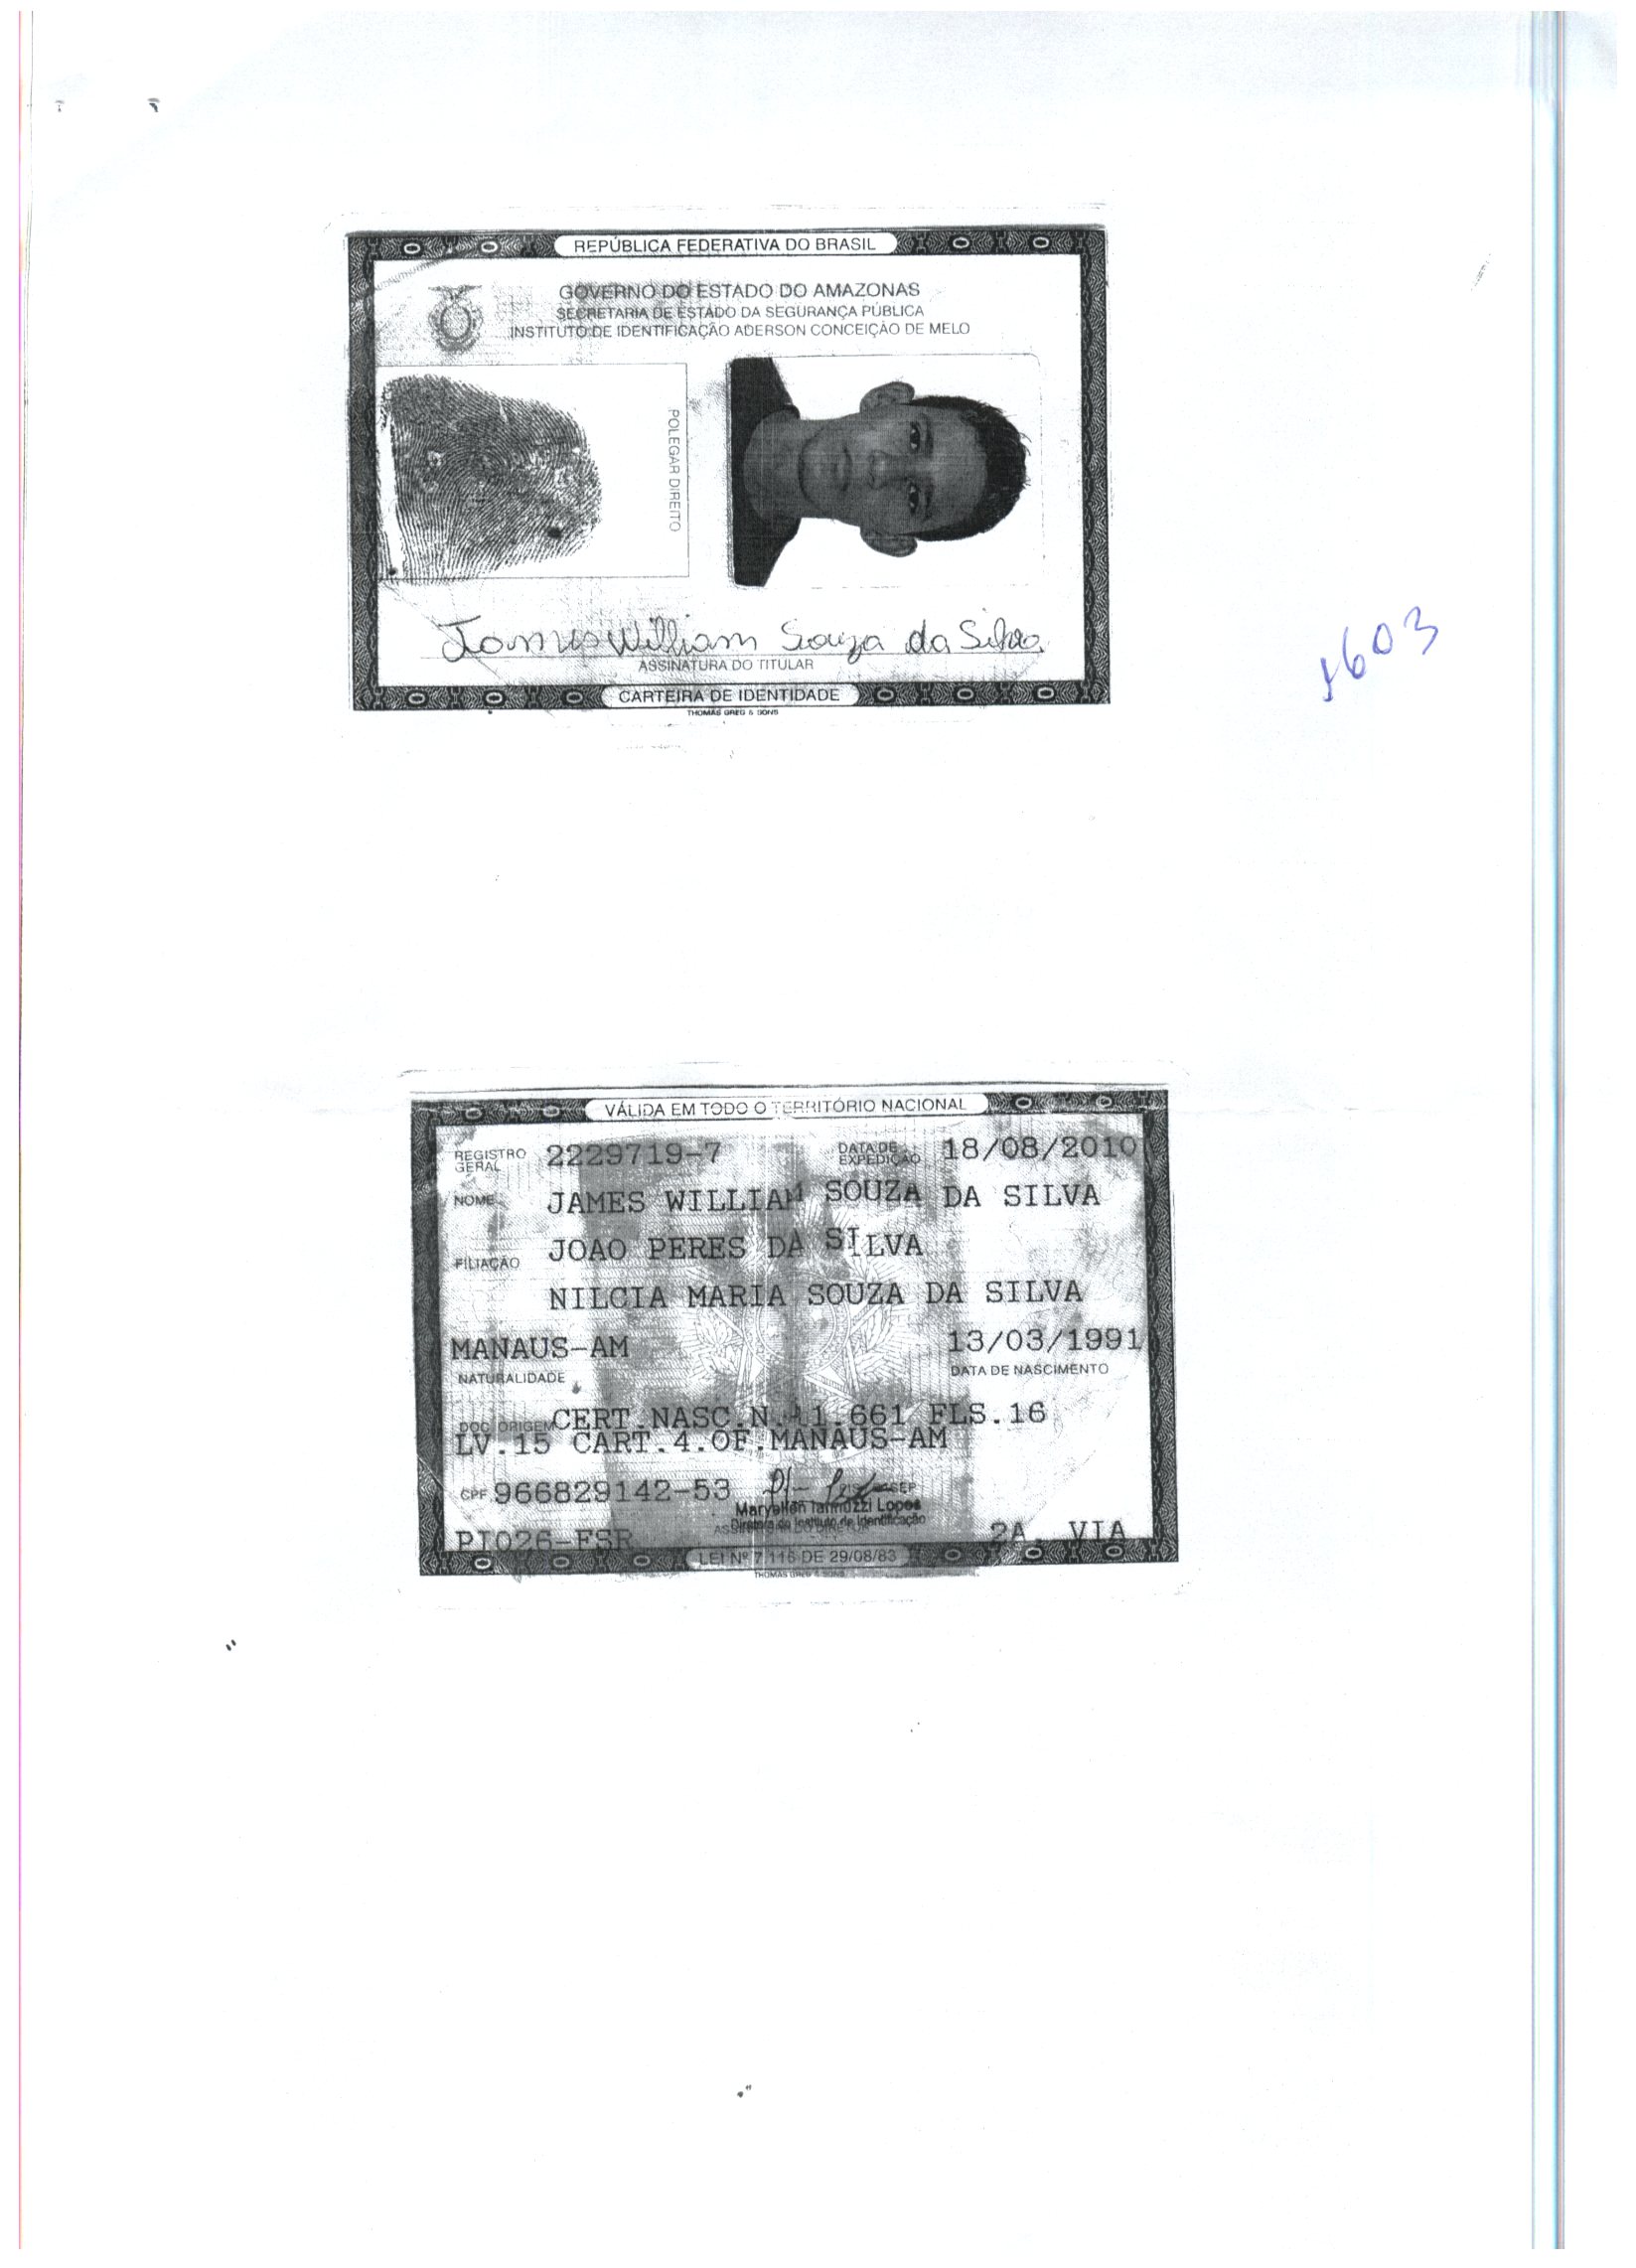 REPÚBLICA FEDERATIVA DO BRASIL
GOVERNO DO ESTADO DO AMAZONAS
SECRETARIA DE ESTADO DA SEGURANÇA PÚBLICA
INSTITUTO DE IDENTIFICAÇÃO ADERSON CONCEIÇÃO DE MELO
POLEGAR DIREITO
James William Souza da Silva
ASSINATURA DO TITULAR
CARTEIRA DE IDENTIDADE
THOMAS GREG & SONS
VÁLIDA EM TODO O TERRITÓRIO NACIONAL
REGISTRO GERAL 2229719-7 DATA DE EXPEDIÇÃO 18/08/2010
NOME JAMES WILLIAM SOUZA DA SILVA
FILIAÇÃO JOAO PERES DA SILVA
NILCIA MARIA SOUZA DA SILVA
MANAUS-AM 13/03/1991
NATURALIDADE DATA DE NASCIMENTO
DOC ORIGEM CERT.NASC.N. FLS.16
LV.15 CART.4.OF.MANAUS-AM
CPF 966829142-53
Maryellen Iannuzzi Lopes
Diretora do Instituto de Identificação
PI026-FSR 2A. VIA
LEI Nº 7.116 DE 29/08/83
THOMAS GREG & SONS